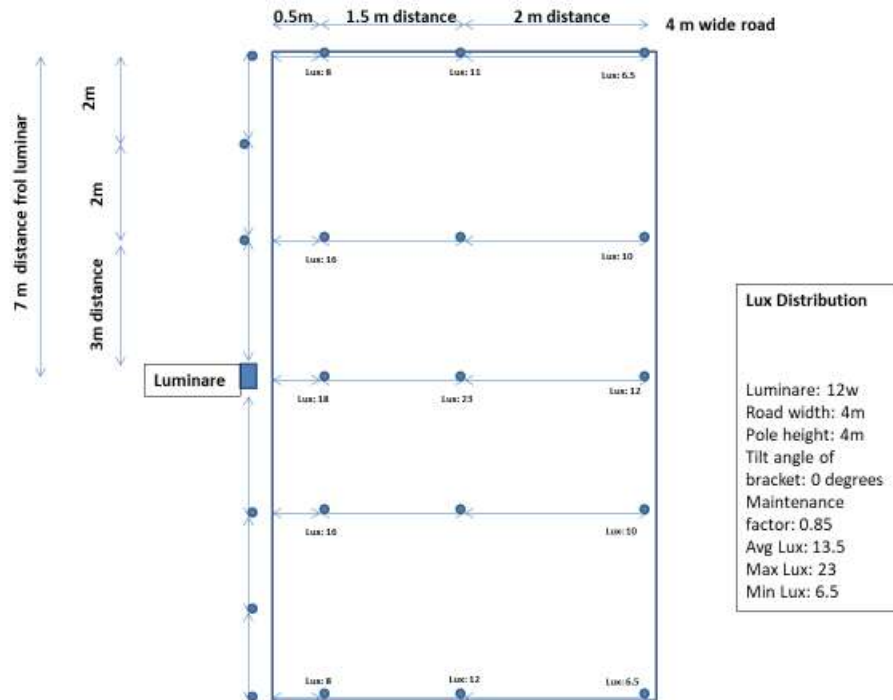 0.5m
1.5 m distance
2 m distance
4 m wide road
Lux: 8
Lux: 11
Lux: 6.5
2m
2m
7 m distance frol luminar
3m distance
Lux: 16
Lux: 10
Luminare
Lux: 18
Lux: 23
Lux: 12
Lux: 16
Lux: 10
Lux: 8
Lux: 12
Lux: 6.5
Lux Distribution
Luminare: 12w
Road width: 4m
Pole height: 4m
Tilt angle of
bracket: 0 degrees
Maintenance
factor: 0.85
Avg Lux: 13.5
Max Lux: 23
Min Lux: 6.5